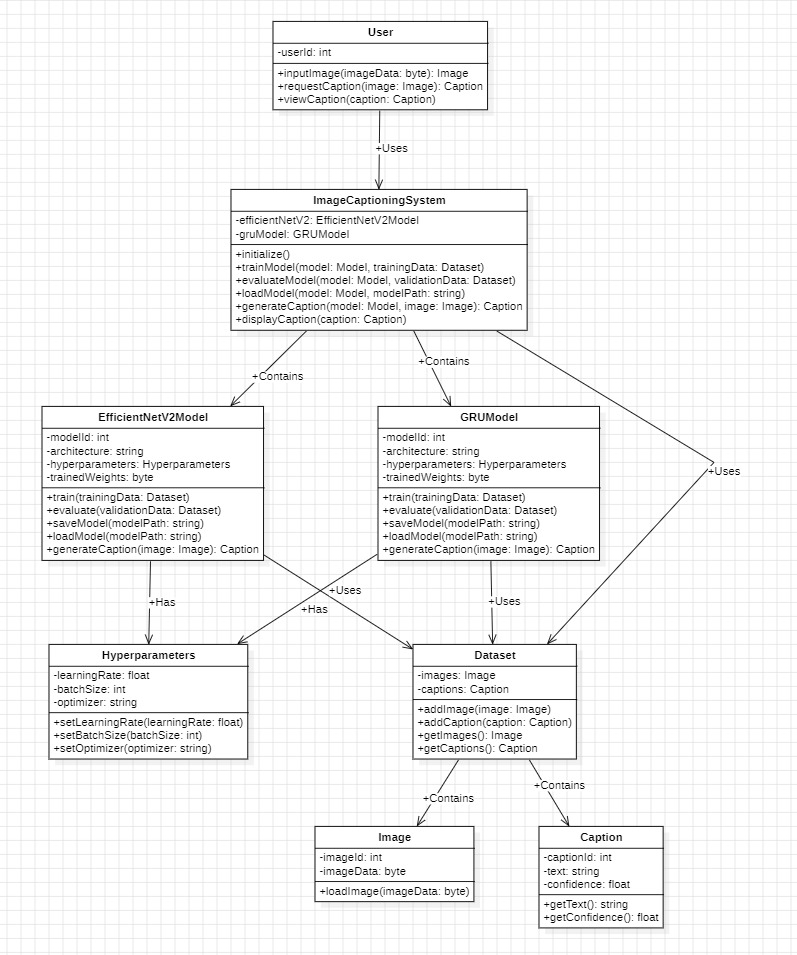 User
-userId: int
+inputImage(imageData: byte): Image
+requestCaption(image: Image): Caption
+viewCaption(caption: Caption)
+Uses
ImageCaptioningSystem
-efficientNetV2: EfficientNetV2Model
-gruModel: GRUModel
+initialize()
+trainModel(model: Model, trainingData: Dataset)
+evaluateModel(model: Model, validationData: Dataset)
+loadModel(model: Model, modelPath: string)
+generateCaption(model: Model, image: Image): Caption
+displayCaption(caption: Caption)
+Contains
+Contains
+Uses
EfficientNetV2Model
-modelId: int
-architecture: string
-hyperparameters: Hyperparameters
-trainedWeights: byte
+train(trainingData: Dataset)
+evaluate(validationData: Dataset)
+saveModel(modelPath: string)
+loadModel(modelPath: string)
+generateCaption(image: Image): Caption
GRUModel
-modelId: int
-architecture: string
-hyperparameters: Hyperparameters
-trainedWeights: byte
+train(trainingData: Dataset)
+evaluate(validationData: Dataset)
+saveModel(modelPath: string)
+loadModel(modelPath: string)
+generateCaption(image: Image): Caption
+Has
+Uses
+Has
+Uses
Hyperparameters
-learningRate: float
-batchSize: int
-optimizer: string
+setLearningRate(learningRate: float)
+setBatchSize(batchSize: int)
+setOptimizer(optimizer: string)
Dataset
-images: Image
-captions: Caption
+addImage(image: Image)
+addCaption(caption: Caption)
+getImages(): Image
+getCaptions(): Caption
+Contains
+Contains
Image
-imageId: int
-imageData: byte
+loadImage(imageData: byte)
Caption
-captionId: int
-text: string
-confidence: float
+getText(): string
+getConfidence(): float